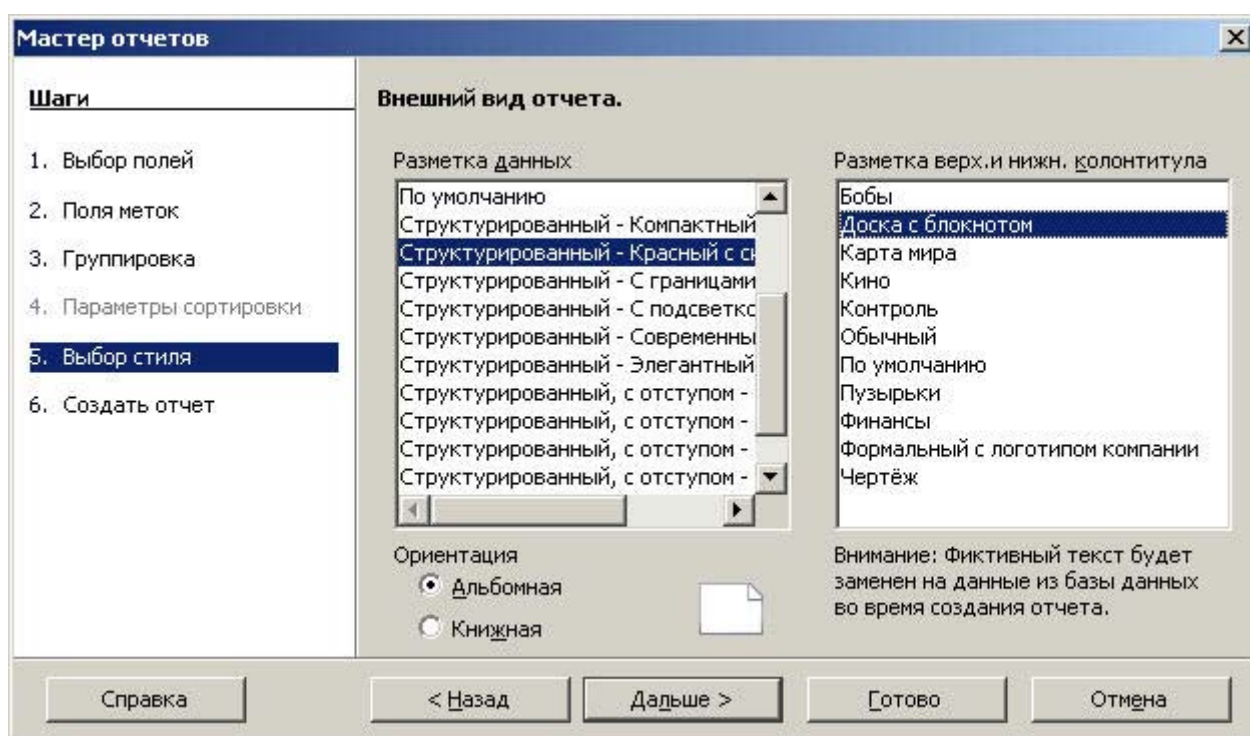 Мастер отчетов
Шаги
1. Выбор полей
2. Поля меток
3. Группировка
4. Параметры сортировки
5. Выбор стиля
6. Создать отчет
Внешний вид отчета.
Разметка данных
По умолчанию
Структурированный - Компактный
Структурированный - Красный с
Структурированный - С границами
Структурированный - С подсветко
Структурированный - Современны
Структурированный - Элегантный
Структурированный, с отступом -
Структурированный, с отступом -
Структурированный, с отступом -
Структурированный, с отступом -
Ориентация
Альбомная
Книжная
Разметка верх.и нижн. колонтитула
Бобы
Доска с блокнотом
Карта мира
Кино
Контроль
Обычный
По умолчанию
Пузырьки
Финансы
Формальный с логотипом компании
Чертёж
Внимание: Фиктивный текст будет
заменен на данные из базы данных
во время создания отчета.
Справка
< Назад
Дальше >
Готово
Отмена